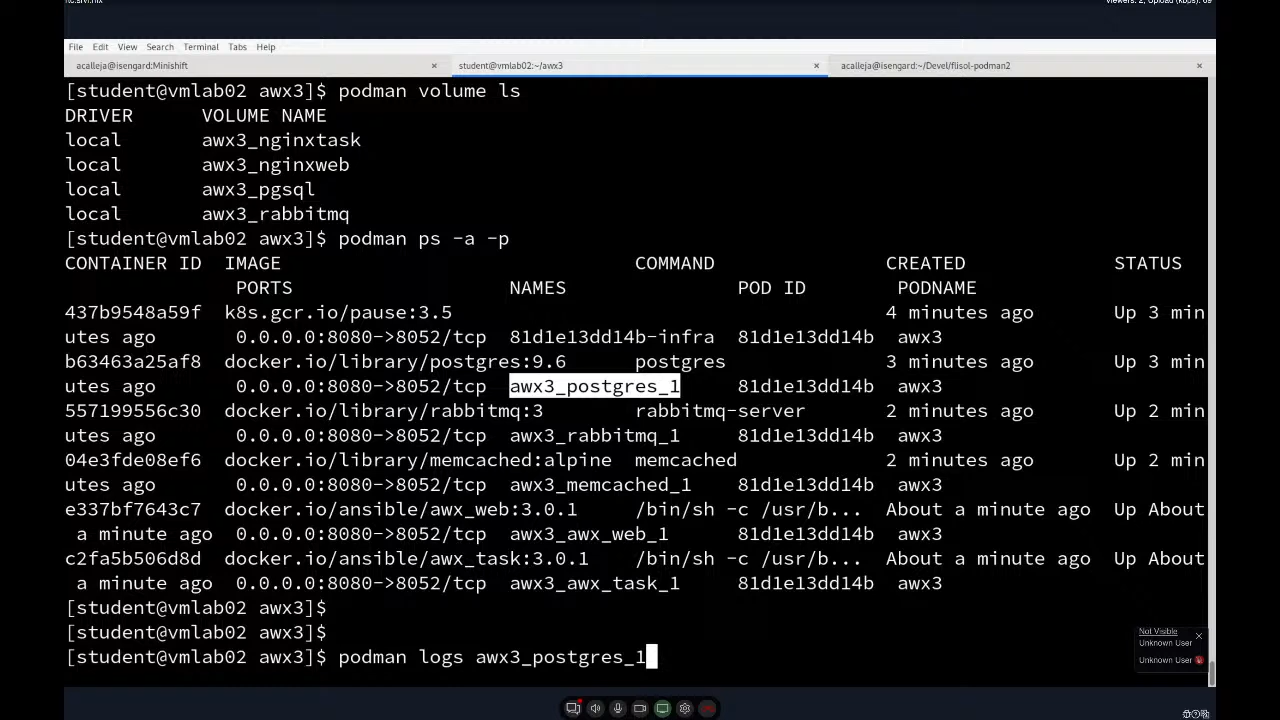 Viewers: 2, Upload (kbps): 69
File Edit View Search Terminal Tabs Help
acalleja@isengard:Minishift × student@vmlab02:~/awx3 × acalleja@isengard:~/Devel/flisol-podman2 ×
[student@vmlab02 awx3]$ podman volume ls
DRIVER VOLUME NAME
local awx3_nginxtask
local awx3_nginxweb
local awx3_pgsql
local awx3_rabbitmq
[student@vmlab02 awx3]$ podman ps -a -p
CONTAINER ID IMAGE COMMAND CREATED STATUS
PORTS NAMES POD ID PODNAME
437b9548a59f k8s.gcr.io/pause:3.5 4 minutes ago Up 3 min
utes ago 0.0.0.0:8080->8052/tcp 81d1e13dd14b-infra 81d1e13dd14b awx3
b63463a25af8 docker.io/library/postgres:9.6 postgres 3 minutes ago Up 3 min
utes ago 0.0.0.0:8080->8052/tcp awx3_postgres_1 81d1e13dd14b awx3
557199556c30 docker.io/library/rabbitmq:3 rabbitmq-server 2 minutes ago Up 2 min
utes ago 0.0.0.0:8080->8052/tcp awx3_rabbitmq_1 81d1e13dd14b awx3
04e3fde08ef6 docker.io/library/memcached:alpine memcached 2 minutes ago Up 2 min
utes ago 0.0.0.0:8080->8052/tcp awx3_memcached_1 81d1e13dd14b awx3
e337bf7643c7 docker.io/ansible/awx_web:3.0.1 /bin/sh -c /usr/b... About a minute ago Up About
a minute ago 0.0.0.0:8080->8052/tcp awx3_awx_web_1 81d1e13dd14b awx3
c2fa5b506d8d docker.io/ansible/awx_task:3.0.1 /bin/sh -c /usr/b... About a minute ago Up About
a minute ago 0.0.0.0:8080->8052/tcp awx3_awx_task_1 81d1e13dd14b awx3
[student@vmlab02 awx3]$
[student@vmlab02 awx3]$
[student@vmlab02 awx3]$ podman logs awx3_postgres_1
Not Visible ×
Unknown User
Unknown User